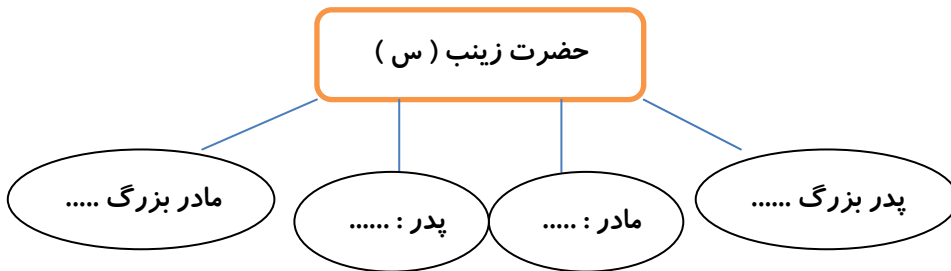 حضرت زینب ( س )
پدر بزرگ ......
مادر : .....
پدر : ......
مادر بزرگ .....